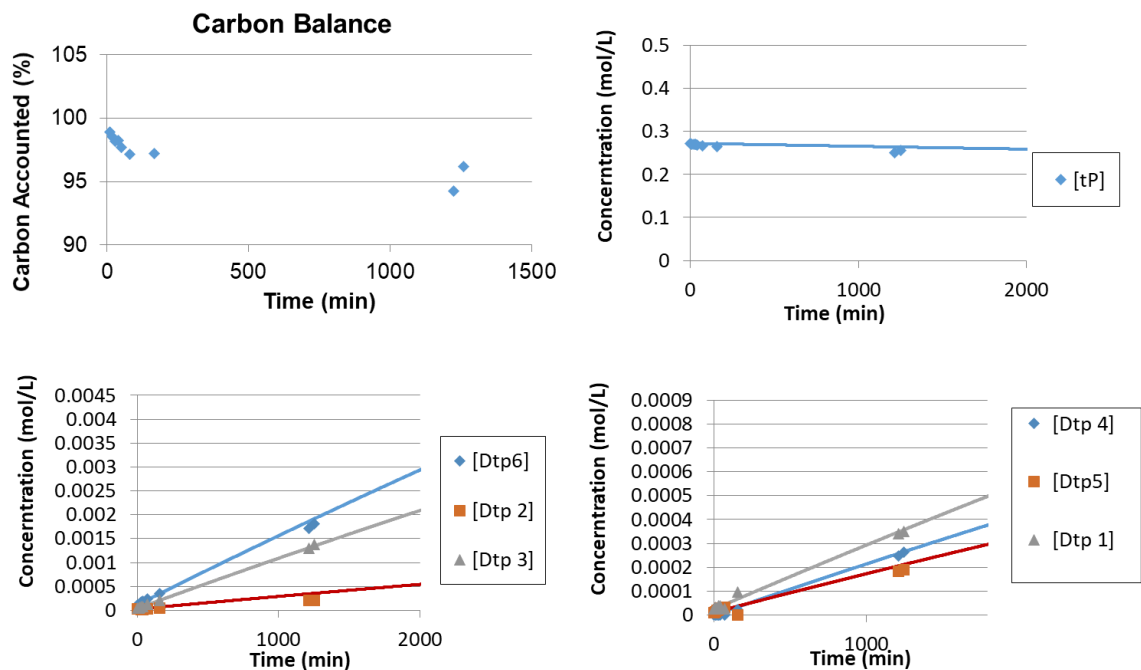 Carbon Balance
Carbon Accounted (%)
105
100
95
90
0
500
1000
1500
Time (min)
Concerntration (mol/L)
0.5
0.4
0.3
0.2
0.1
0
0
1000
2000
Time (min)
[tP]
Concerntration (mol/L)
0.0045
0.004
0.0035
0.003
0.0025
0.002
0.0015
0.001
0.0005
0
0
1000
2000
Time (min)
[Dtp6]
[Dtp 2]
[Dtp 3]
Concerntration (mol/L)
0.0009
0.0008
0.0007
0.0006
0.0005
0.0004
0.0003
0.0002
0.0001
0
0
1000
Time (min)
[Dtp 4]
[Dtp5]
[Dtp 1]